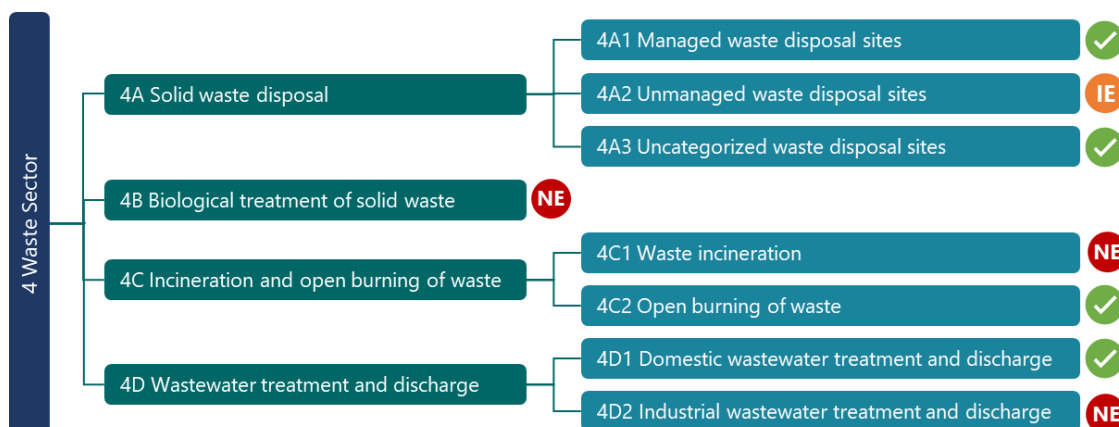 4 Waste Sector
4A Solid waste disposal
4A1 Managed waste disposal sites
4A2 Unmanaged waste disposal sites
IE
4A3 Uncategorized waste disposal sites
4B Biological treatment of solid waste
NE
4C Incineration and open burning of waste
4C1 Waste incineration
NE
4C2 Open burning of waste
4D Wastewater treatment and discharge
4D1 Domestic wastewater treatment and discharge
4D2 Industrial wastewater treatment and discharge
NE